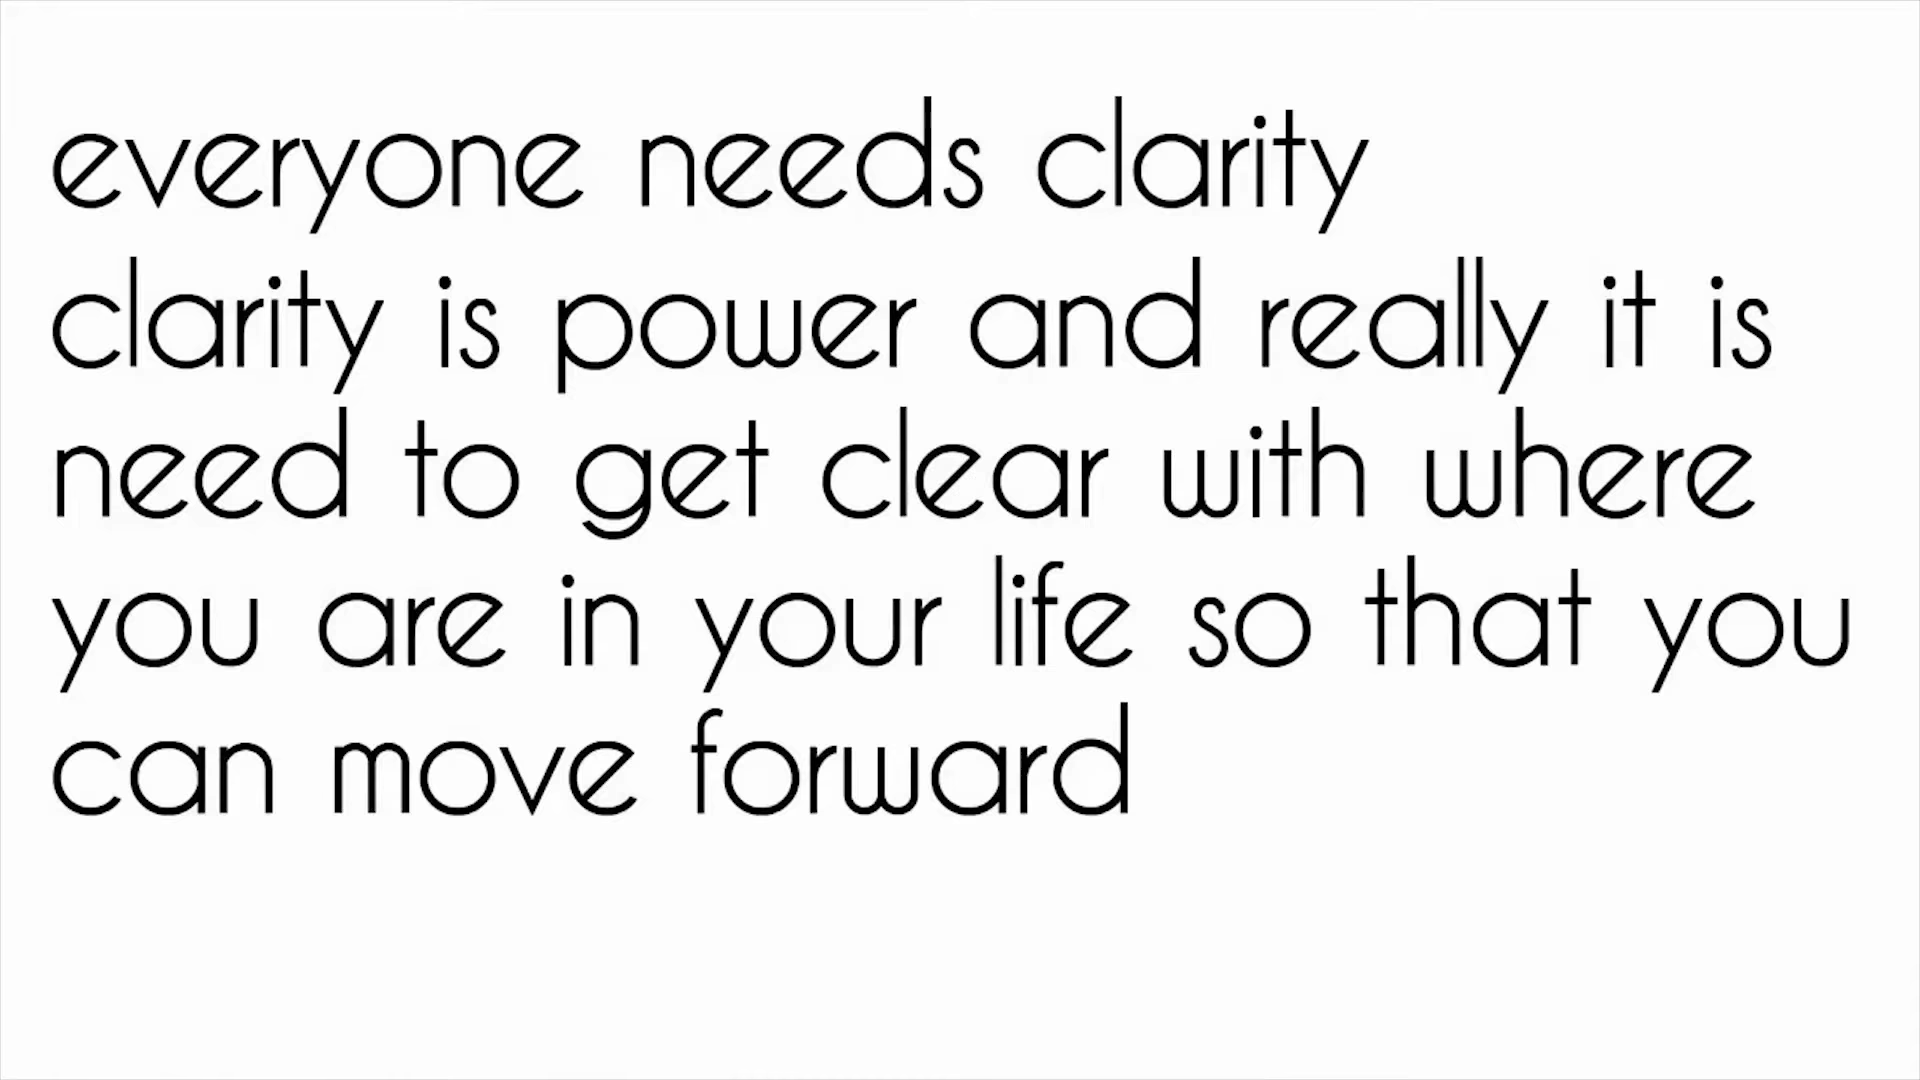 everyone needs clarity
clarity is power and really it is
need to get clear with where
you are in your life so that you
can move forward